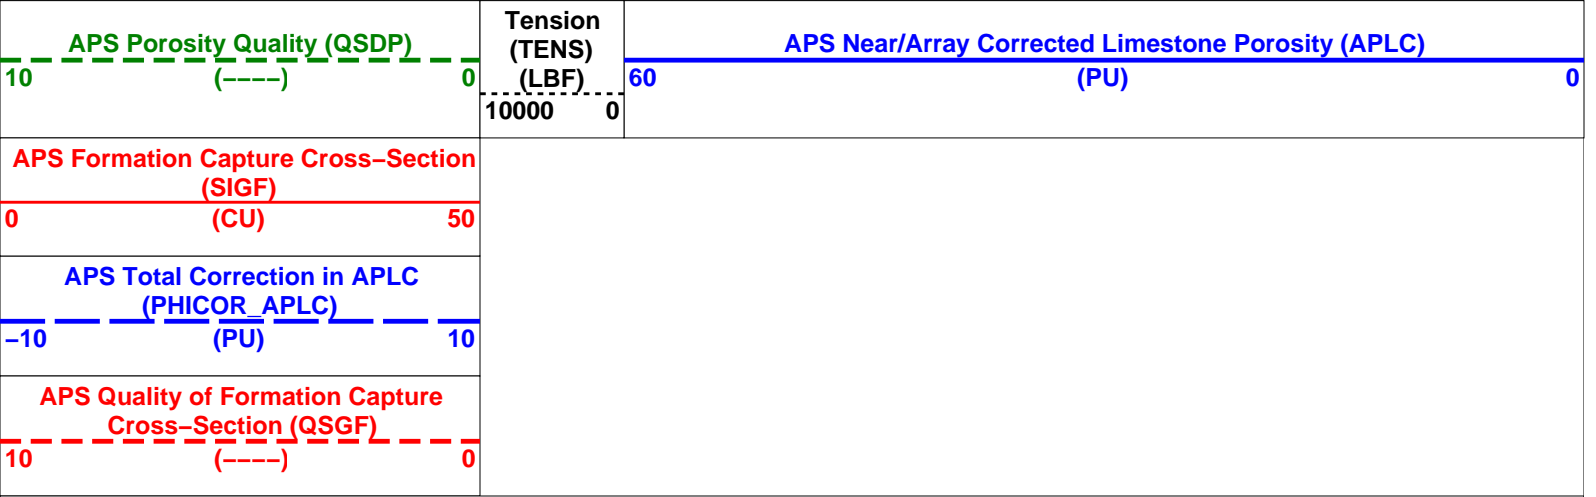 APS Porosity Quality (QSDP)
10 (−−−−) 0
Tension
(TENS)
(LBF)
10000 0
APS Near/Array Corrected Limestone Porosity (APLC)
60 (PU) 0
APS Formation Capture Cross−Section
(SIGF)
0 (CU) 50
APS Total Correction in APLC
(PHICOR_APLC)
−10 (PU) 10
APS Quality of Formation Capture
Cross−Section (QSGF)
10 (−−−−) 0